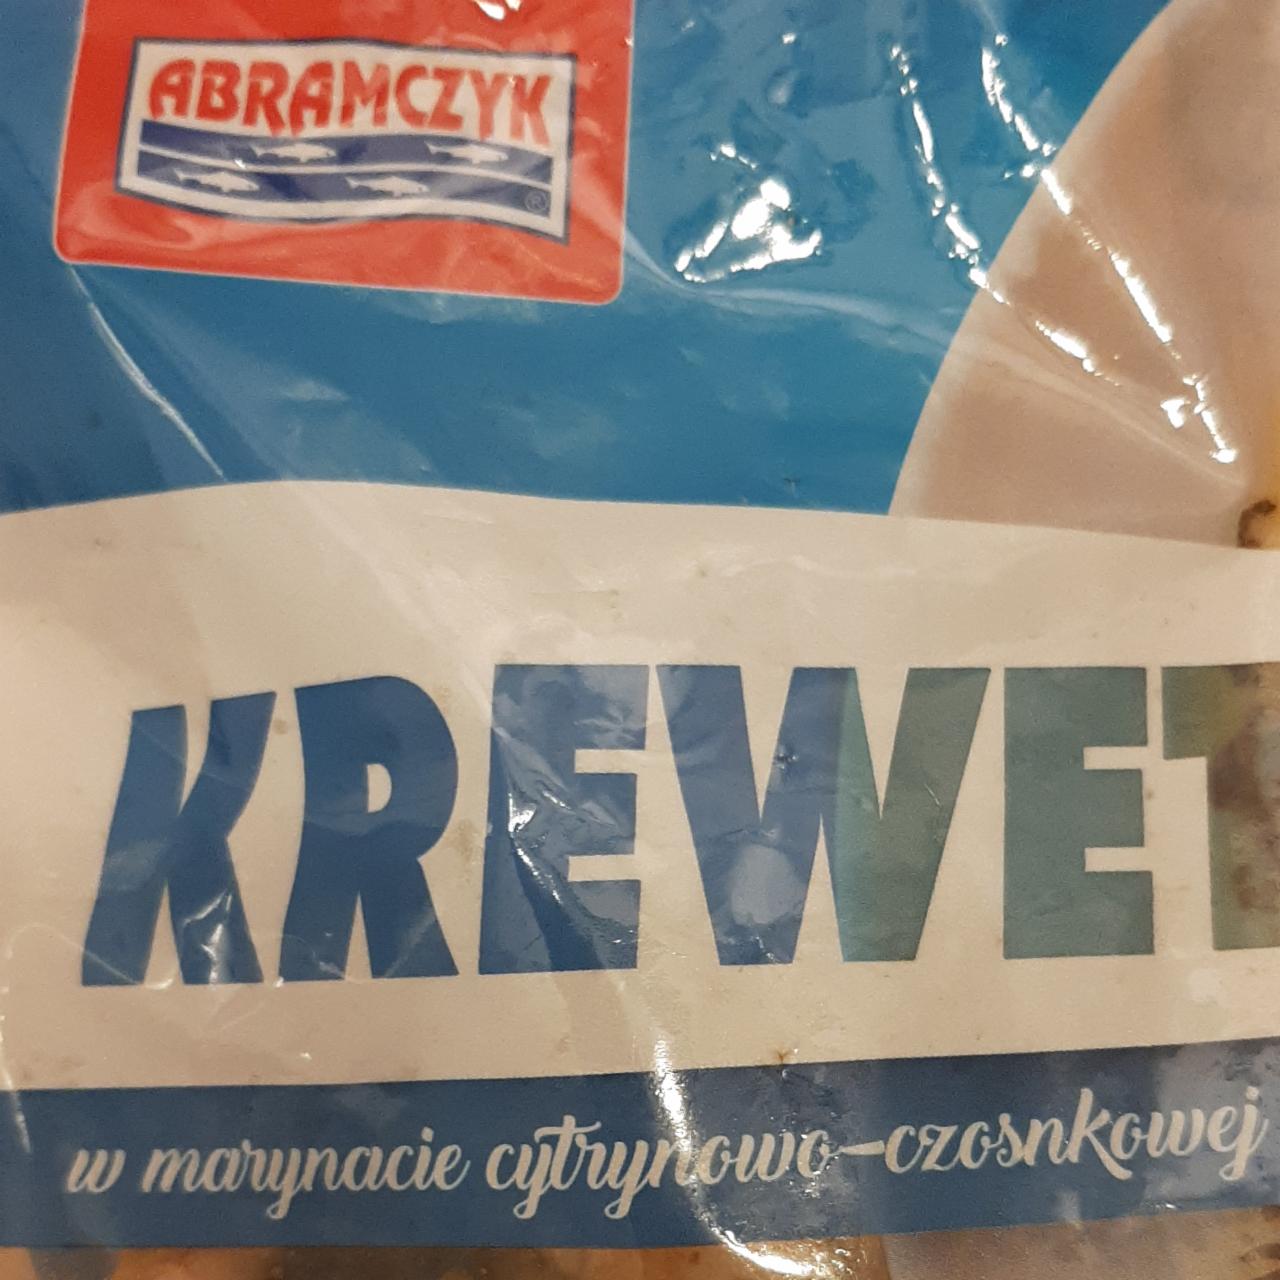 ABRAMCZYK
®
KREWET
w marynacie cytrynowo-czosnkowej